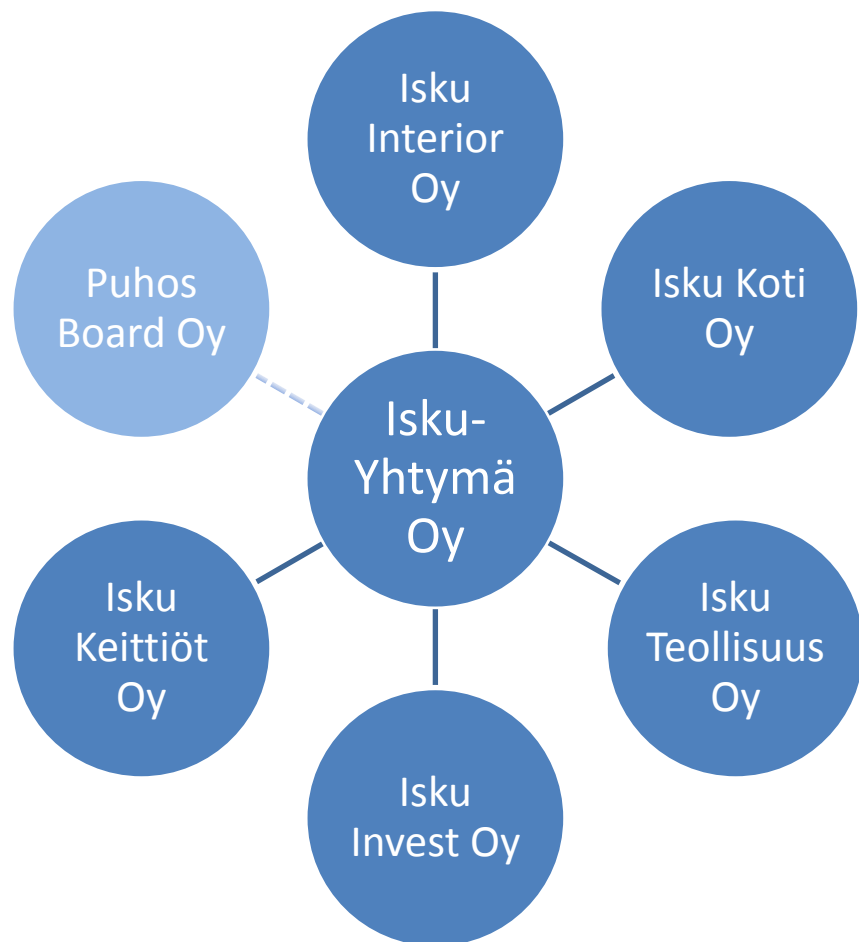 Isku
Interior
Oy
Puhos
Board Oy
Isku Koti
Oy
Isku-
Yhtymä
Oy
Isku
Keittiöt
Oy
Isku
Teollisuus
Oy
Isku
Invest Oy